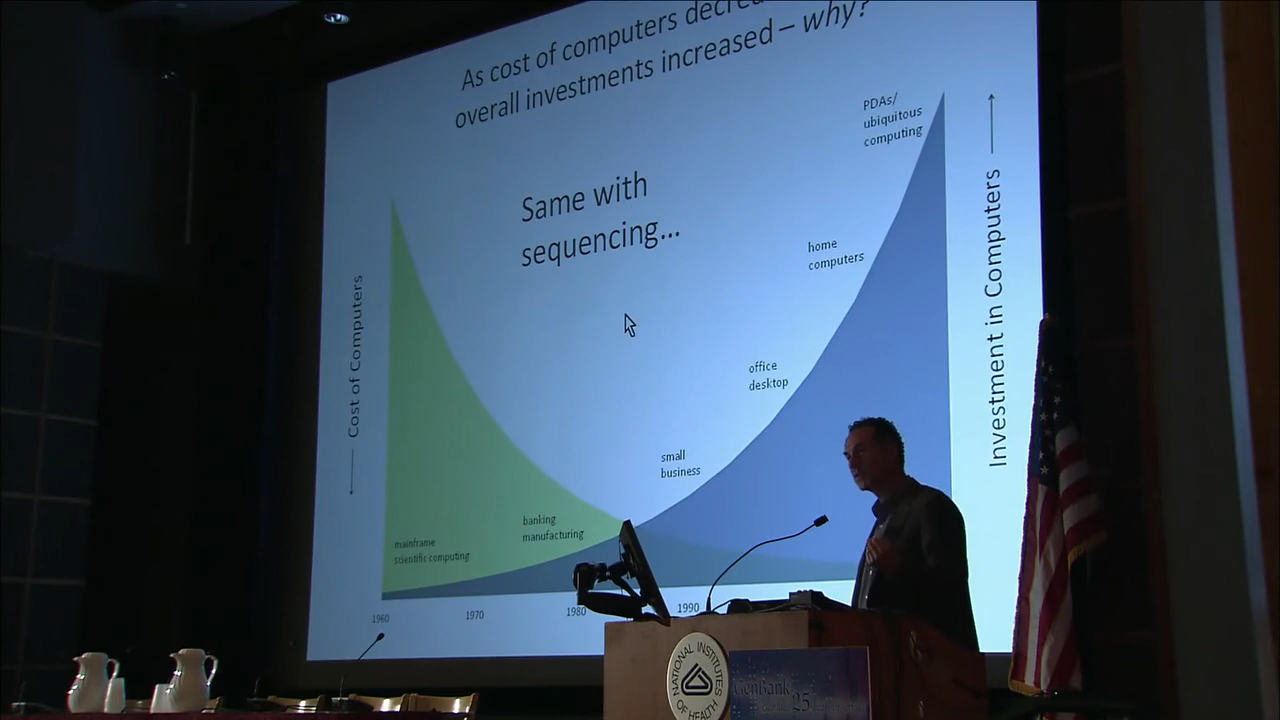 As cost of computers
overall investments increased – why?
Same with
sequencing...
PDAs/
ubiquitous
computing
home
computers
office
desktop
small
business
banking
manufacturing
mainframe
scientific computing
Cost of Computers
Investment in Computers
1960
1970
1980
1990
NATIONAL INSTITUTES
OF HEALTH
GenBank
25